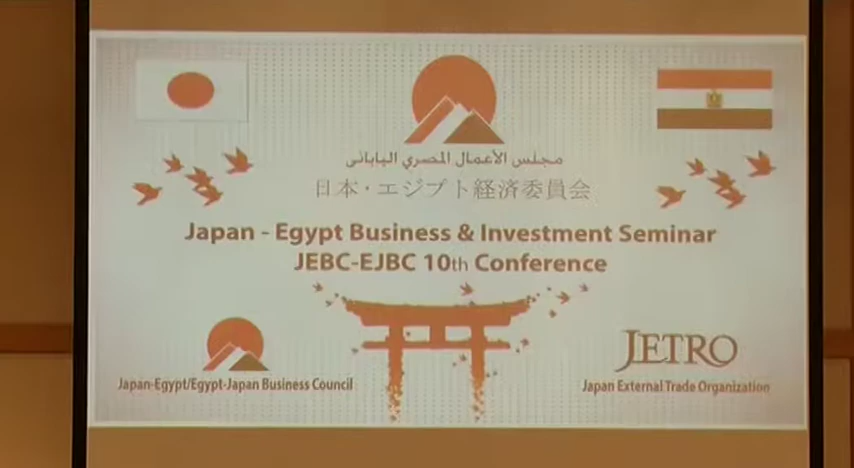 مجلس الأعمال المصري الياباني
日本・エジプト経済委員会
Japan - Egypt Business & Investment Seminar
JEBC-EJBC 10th Conference
Japan-Egypt/Egypt-Japan Business Council
JETRO
Japan External Trade Organization